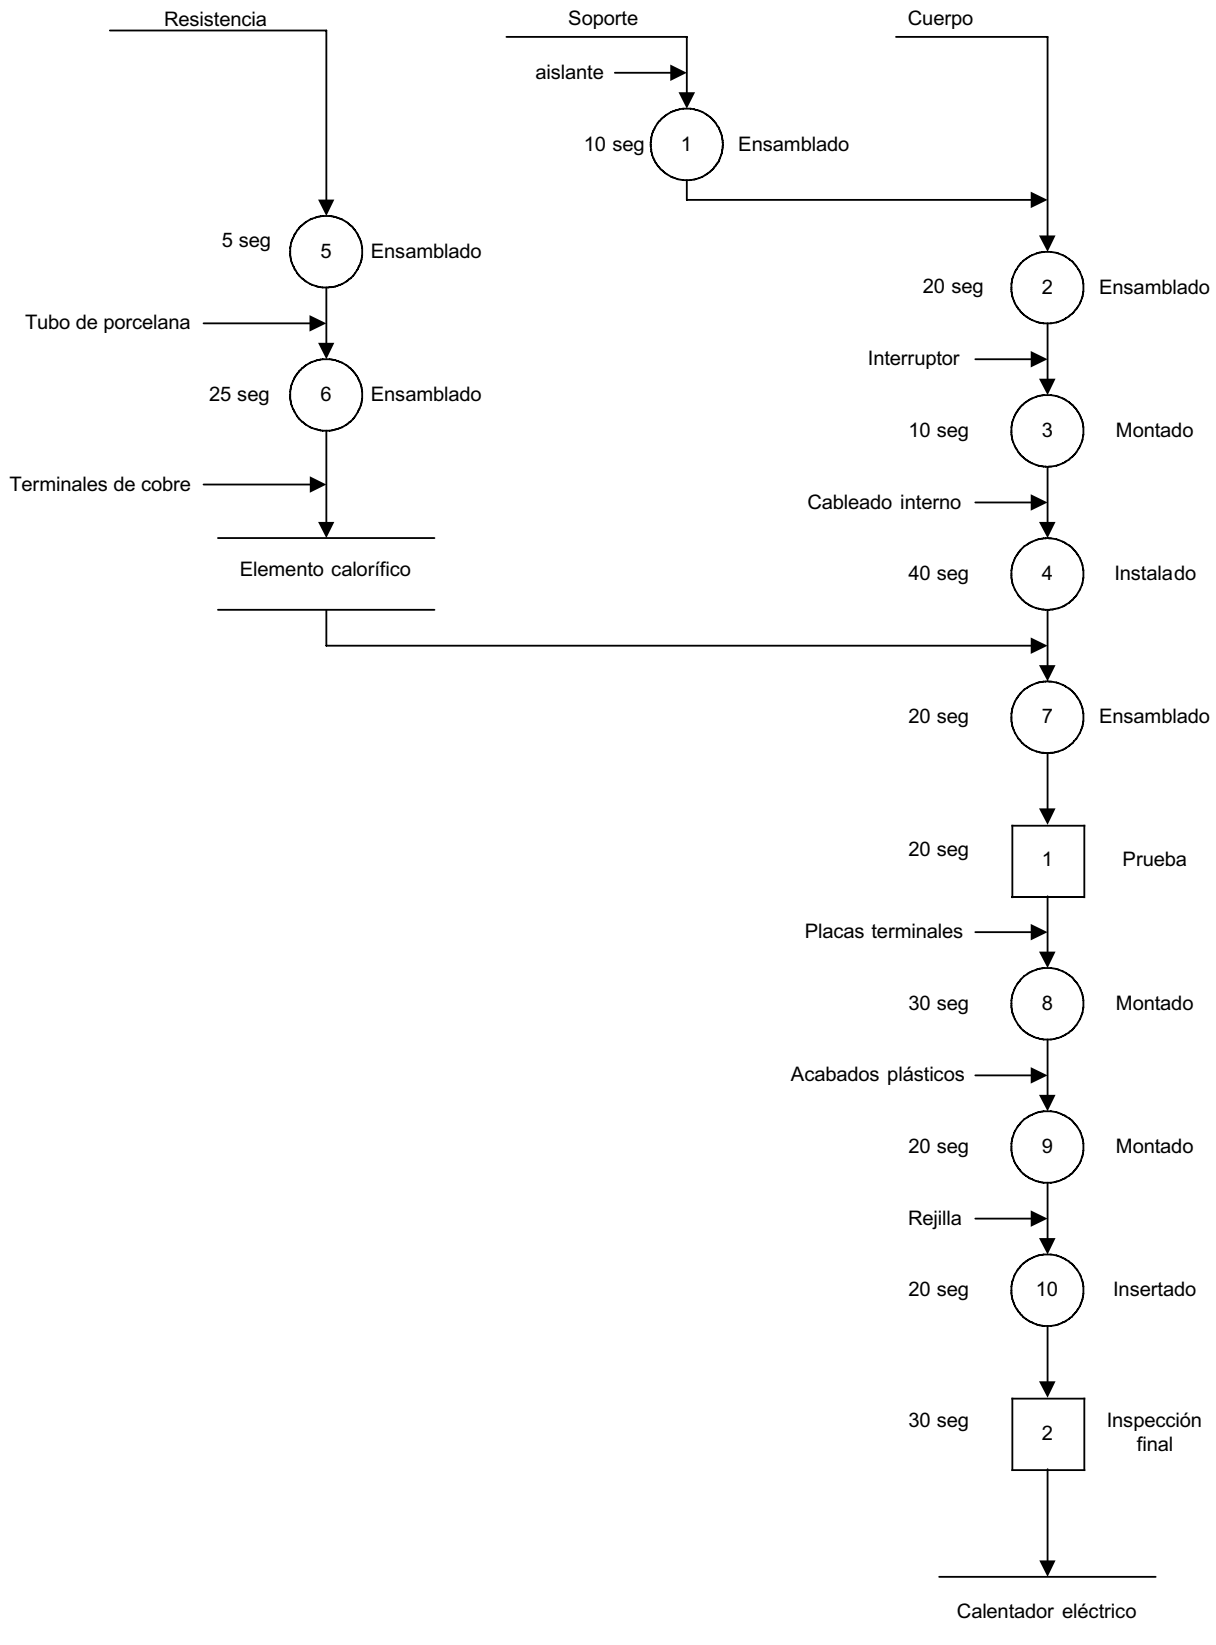 Resistencia
Soporte
Cuerpo
aislante
10 seg 1 Ensamblado
5 seg 5 Ensamblado
20 seg 2 Ensamblado
Tubo de porcelana
Interruptor
25 seg 6 Ensamblado
10 seg 3 Montado
Terminales de cobre
Cableado interno
Elemento calorífico
40 seg 4 Instalado
20 seg 7 Ensamblado
20 seg 1 Prueba
Placas terminales
30 seg 8 Montado
Acabados plásticos
20 seg 9 Montado
Rejilla
20 seg 10 Insertado
30 seg 2 Inspección
final
Calentador eléctrico